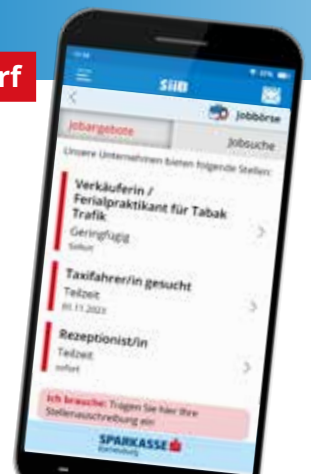 rf
siiB
Jobbörse
Jobangebote
Jobsuche
Unsere Unternehmen bieten folgende Stellen:
Verkäuferin /
Ferialpraktikant für Tabak
Trafik
Geringfügig
Sofort
Taxifahrer/in gesucht
Teilzeit
01.11.2023
Rezeptionist/in
Teilzeit
sofort
Ich brauche: Tragen Sie hier Ihre
Stellenausschreibung ein
SPARKASSE